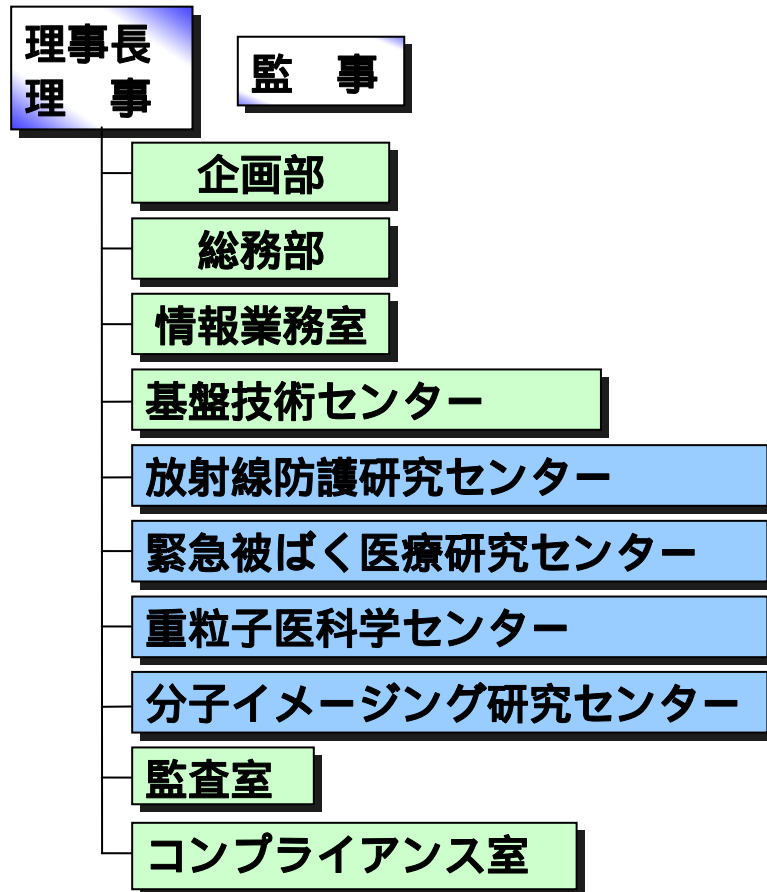 理事長
理　事
監　事
企画部
総務部
情報業務室
基盤技術センター
放射線防護研究センター
緊急被ばく医療研究センター
重粒子医科学センター
分子イメージング研究センター
監査室
コンプライアンス室